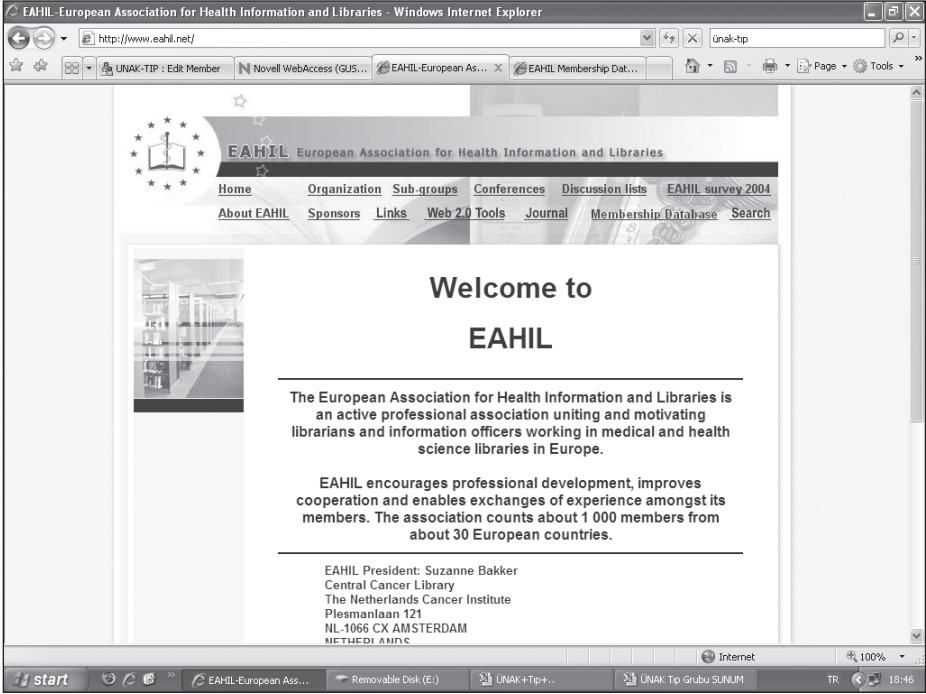 EAHIL-European Association for Health Information and Libraries - Windows Internet Explorer
http://www.eahil.net/
ünak-tıp
UNAK-TIP : Edit Member
Novell WebAccess (GUS...
EAHIL-European As...
EAHIL Membership Dat...
Page
Tools
EAHIL European Association for Health Information and Libraries
Home Organization Sub-groups Conferences Discussion lists EAHIL survey 2004
About EAHIL Sponsors Links Web 2.0 Tools Journal Membership Database Search
Welcome to
EAHIL
The European Association for Health Information and Libraries is
an active professional association uniting and motivating
librarians and information officers working in medical and health
science libraries in Europe.
EAHIL encourages professional development, improves
cooperation and enables exchanges of experience amongst its
members. The association counts about 1 000 members from
about 30 European countries.
EAHIL President: Suzanne Bakker
Central Cancer Library
The Netherlands Cancer Institute
Plesmanlaan 121
NL-1066 CX AMSTERDAM
NETHERLANDS
Internet
100%
start
EAHIL-European Ass...
Removable Disk (E:)
ÜNAK+Tıp+..
ÜNAK Tıp Grubu SUNUM
TR
18:46